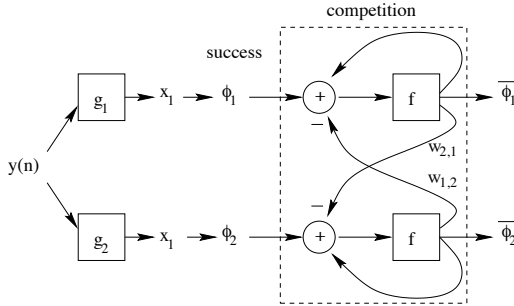 competition
success
g₁ x₁ ϕ₁ + f ϕ̅₁
−
w₂,₁
y(n)
w₁,₂
−
g₂ x₁ ϕ₂ + f ϕ̅₂